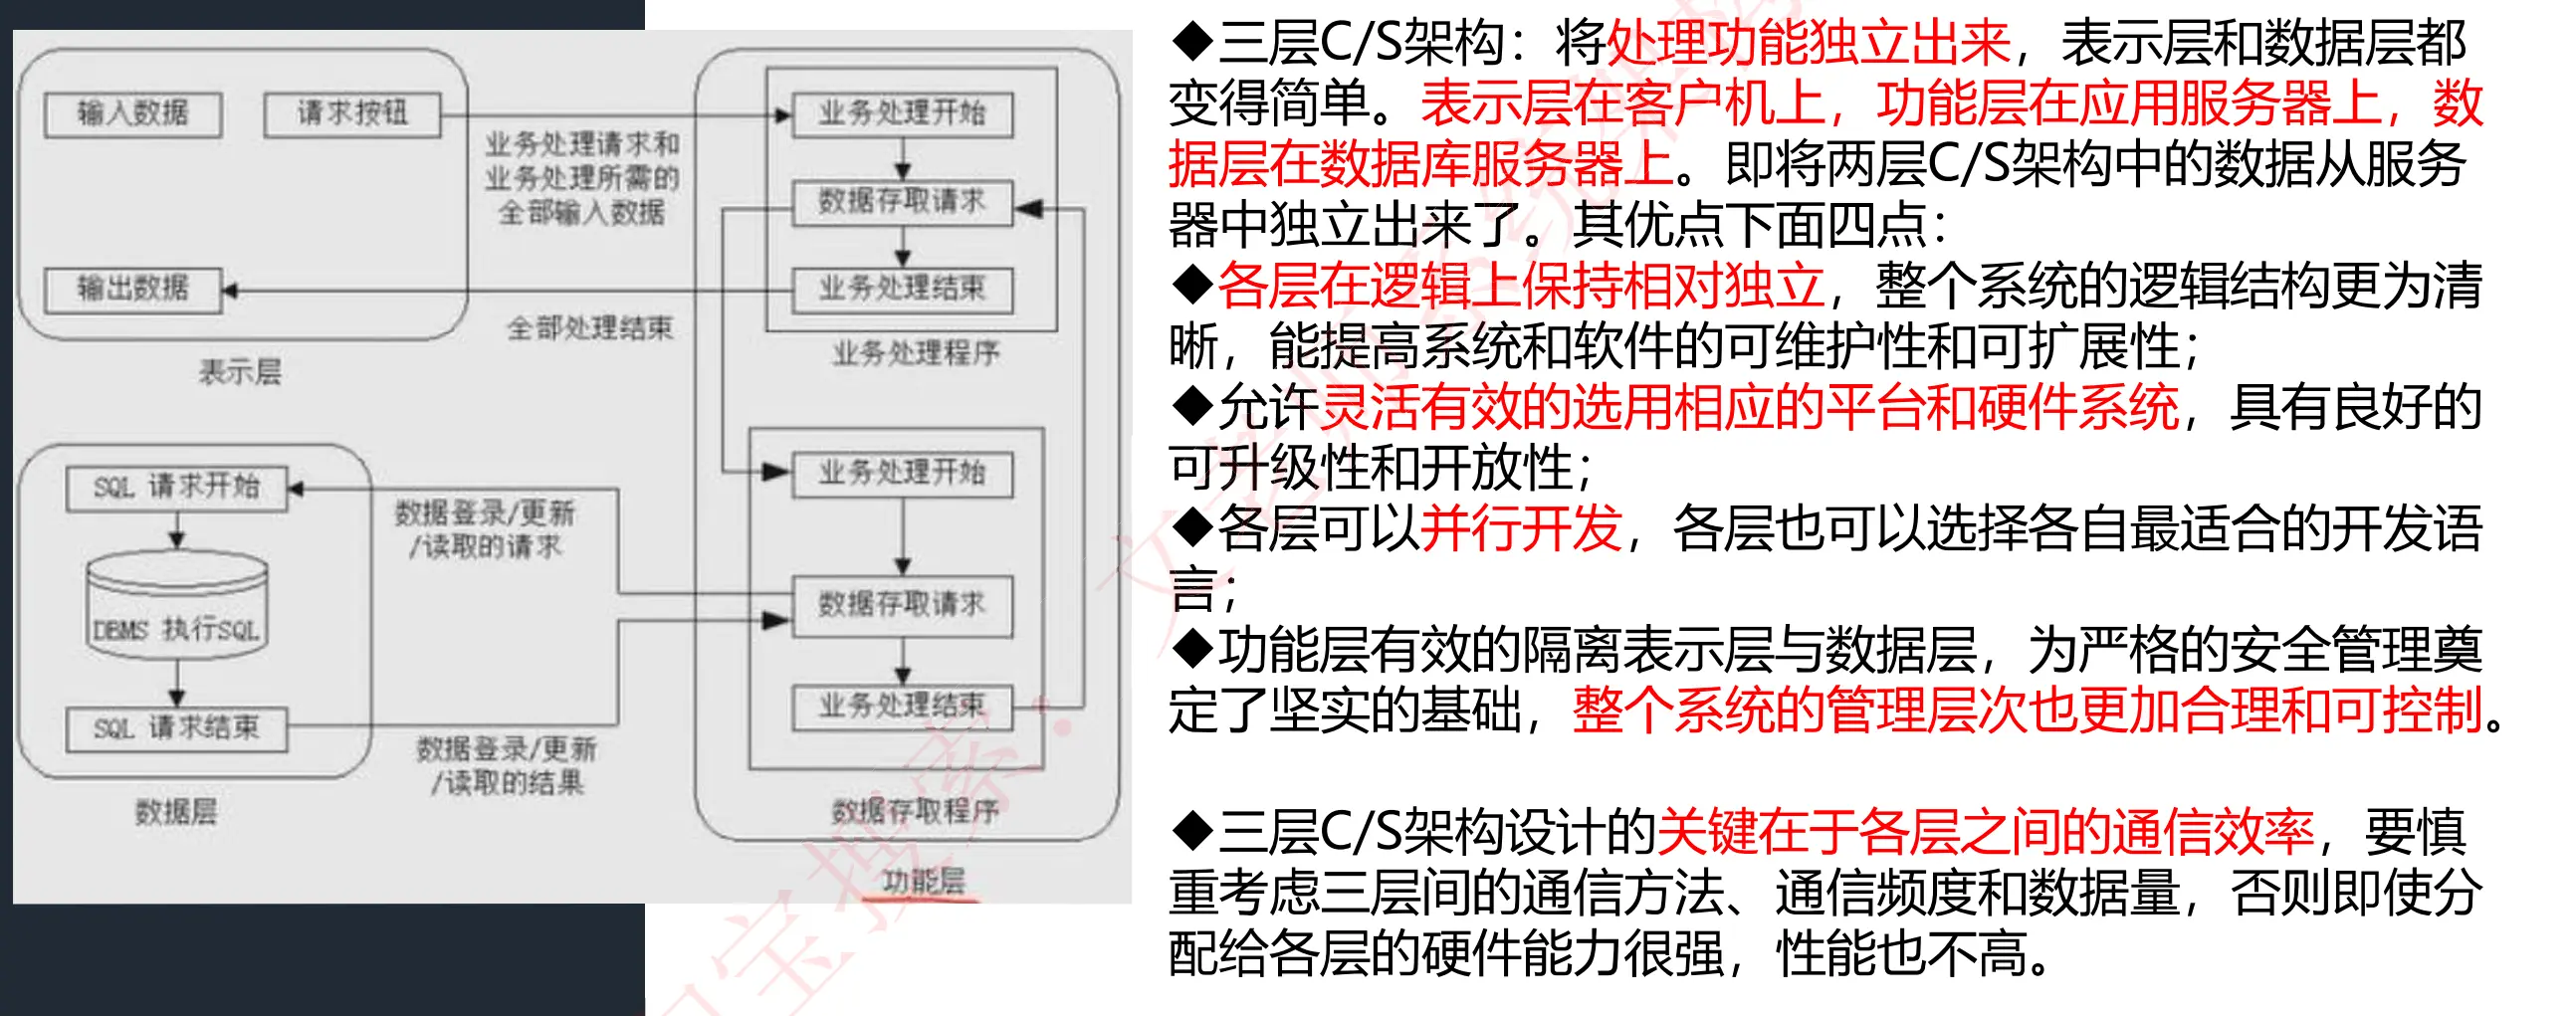 输入数据
请求按钮
业务处理请求和
业务处理所需的
全部输入数据
输出数据
全部处理结束
表示层
业务处理开始
数据存取请求
业务处理结束
业务处理程序
SQL 请求开始
DBMS 执行SQL
SQL 请求结束
数据层
数据登录/更新
/读取的请求
数据登录/更新
/读取的结果
业务处理开始
数据存取请求
业务处理结束
数据存取程序
功能层
◆三层C/S架构：将处理功能独立出来，表示层和数据层都
变得简单。表示层在客户机上，功能层在应用服务器上，数
据层在数据库服务器上。即将两层C/S架构中的数据从服务
器中独立出来了。其优点下面四点：
◆各层在逻辑上保持相对独立，整个系统的逻辑结构更为清
晰，能提高系统和软件的可维护性和可扩展性；
◆允许灵活有效的选用相应的平台和硬件系统，具有良好的
可升级性和开放性；
◆各层可以并行开发，各层也可以选择各自最适合的开发语
言；
◆功能层有效的隔离表示层与数据层，为严格的安全管理奠
定了坚实的基础，整个系统的管理层次也更加合理和可控制。
◆三层C/S架构设计的关键在于各层之间的通信效率，要慎
重考虑三层间的通信方法、通信频度和数据量，否则即使分
配给各层的硬件能力很强，性能也不高。
宝搜索：文老师系统架